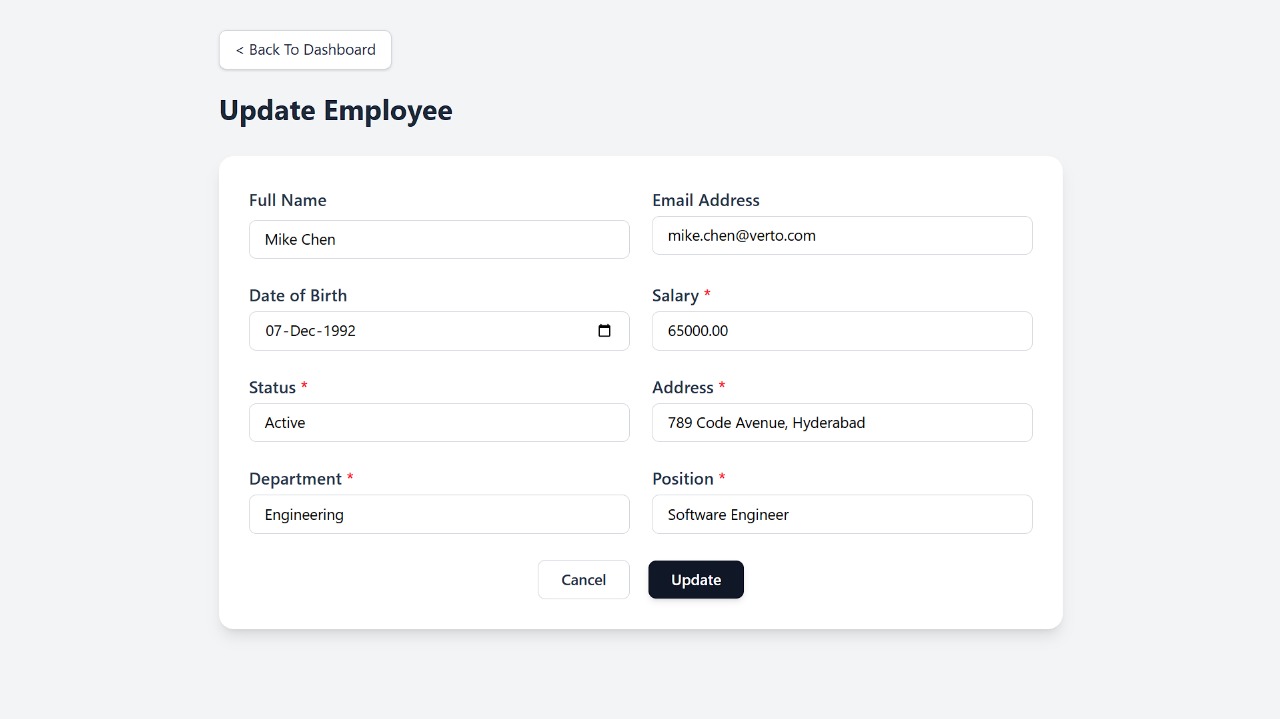 < Back To Dashboard
Update Employee
Full Name
Email Address
Mike Chen
mike.chen@verto.com
Date of Birth
Salary *
07-Dec-1992
65000.00
Status *
Address *
Active
789 Code Avenue, Hyderabad
Department *
Position *
Engineering
Software Engineer
Cancel
Update